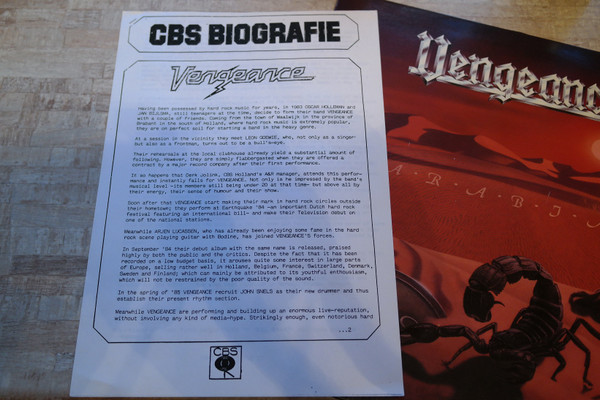 CBS BIOGRAFIE
Vengeance
Having been possessed by hard rock music for years, in 1983 OSCAR HOLLEMAN and
JAN BIJLSMA, still teenagers at the time, decide to form their band VENGEANCE
with a couple of friends. Coming from the town of Waalwijk in the province of
Brabant in the south of Holland, where hard rock music is extremely popular,
they are on perfect soil for starting a band in the heavy genre.
At a session in the vicinity they meet LEON GOEWIE, who, not only as a singer-
but also as a frontman, turns out to be a bull's-eye.
Their rehearsals at the local clubhouse already yield a substantial amount of
following. However, they are simply flabbergasted when they are offered a
contract by a major record company after their first performance.
It so happens that Derk Jolink, CBS Holland's A&R manager, attends this perfor-
mance and instantly falls for VENGEANCE. Not only is he impressed by the band's
musical level -its members still being under 20 at that time- but above all by
their energy, their sense of humour and their show.
Soon after that VENGEANCE start making their mark in hard rock circles outside
their hometown; they perform at Earthquake '84 -an important Dutch hard rock
festival featuring an international bill- and make their Television debut on
one of the national stations.
Meanwhile ARJEN LUCASSEN, who has already been enjoying some fame in the hard
rock scene playing guitar with Bodine, has joined VENGEANCE's forces.
In September '84 their debut album with the same name is released, praised
highly by both the public and the critics. Despite the fact that it has been
recorded on a low budget basis, it arouses quite some interest in large parts
of Europe, selling rather well in Holland, Belgium, France, Switzerland, Denmark,
Sweden and Finland; which can mainly be attributed to its youthful enthusiasm,
which will not be restrained by the poor quality of the sound.
In the spring of '85 VENGEANCE recruit JOHN SNELS as their new drummer and thus
establish their present rhythm section.
Meanwhile VENGEANCE are performing and building up an enormous live-reputation,
without involving any kind of media-hype. Strikingly enough, even notorious hard
...2
CBS
Vengeance
ARABI